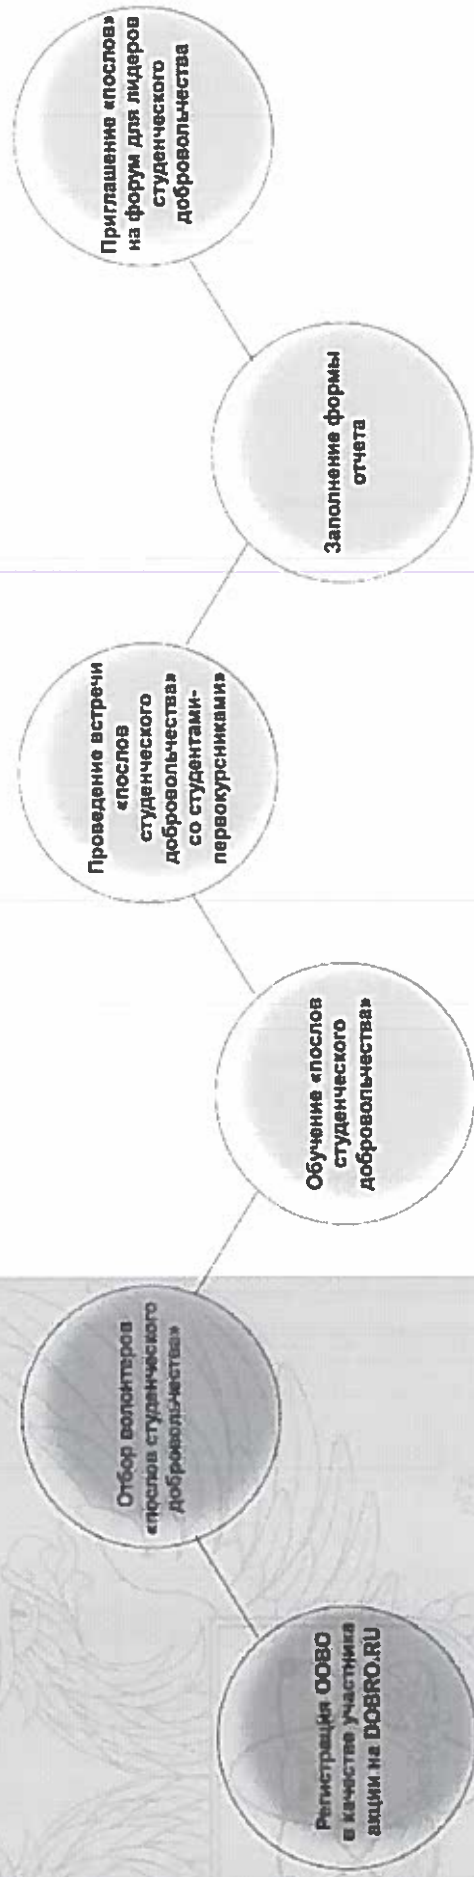 Регистрация ООВО
в качестве участника
акции на DOBRO.RU
Отбор волонтеров
«послов студенческого
добровольчества»
Обучение «послов
студенческого
добровольчества»
Проведение встречи
«послов
студенческого
добровольчества»
со студентами-
первокурсниками»
Заполнение формы
отчета
Приглашение «послов»
на форум для лидеров
студенческого
добровольчества